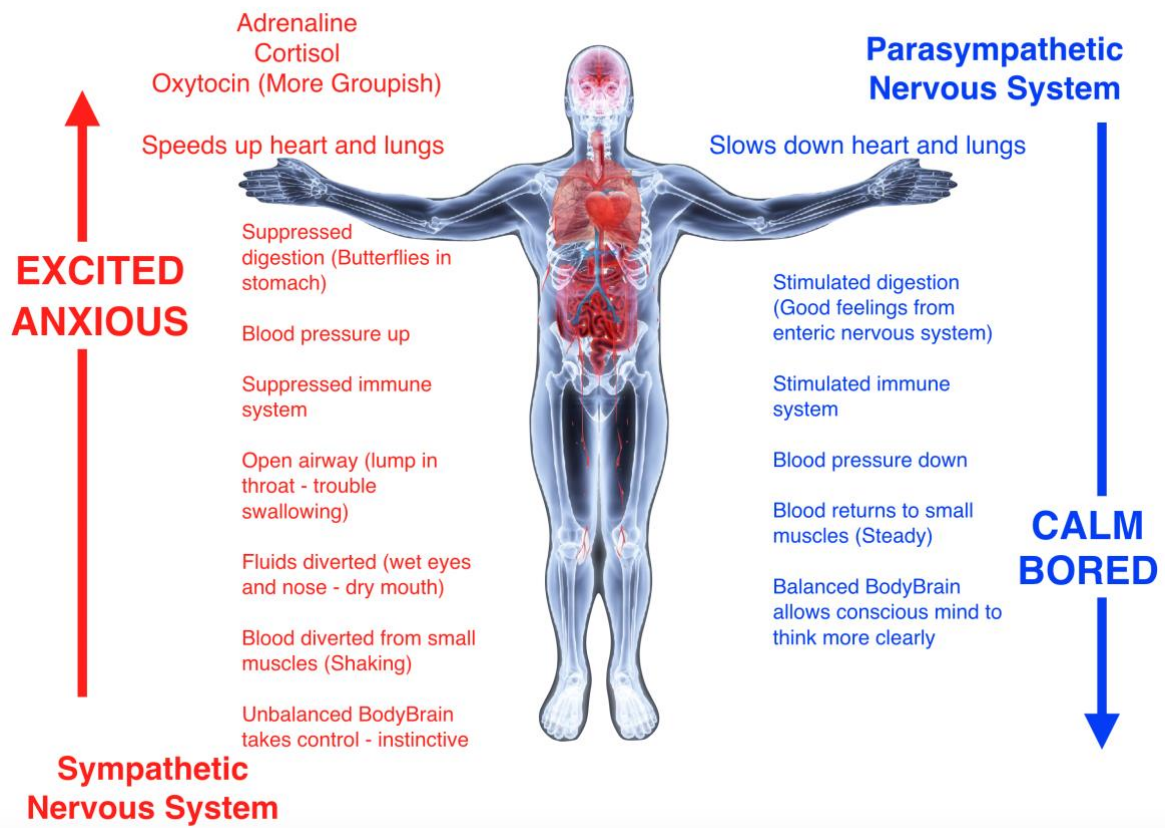 Adrenaline
Cortisol
Oxytocin (More Groupish)
Speeds up heart and lungs
EXCITED
ANXIOUS
Suppressed
digestion (Butterflies in
stomach)
Blood pressure up
Suppressed immune
system
Open airway (lump in
throat - trouble
swallowing)
Fluids diverted (wet eyes
and nose - dry mouth)
Blood diverted from small
muscles (Shaking)
Unbalanced BodyBrain
takes control - instinctive
Sympathetic
Nervous System
Parasympathetic
Nervous System
Slows down heart and lungs
Stimulated digestion
(Good feelings from
enteric nervous system)
Stimulated immune
system
Blood pressure down
Blood returns to small
muscles (Steady)
Balanced BodyBrain
allows conscious mind to
think more clearly
CALM
BORED